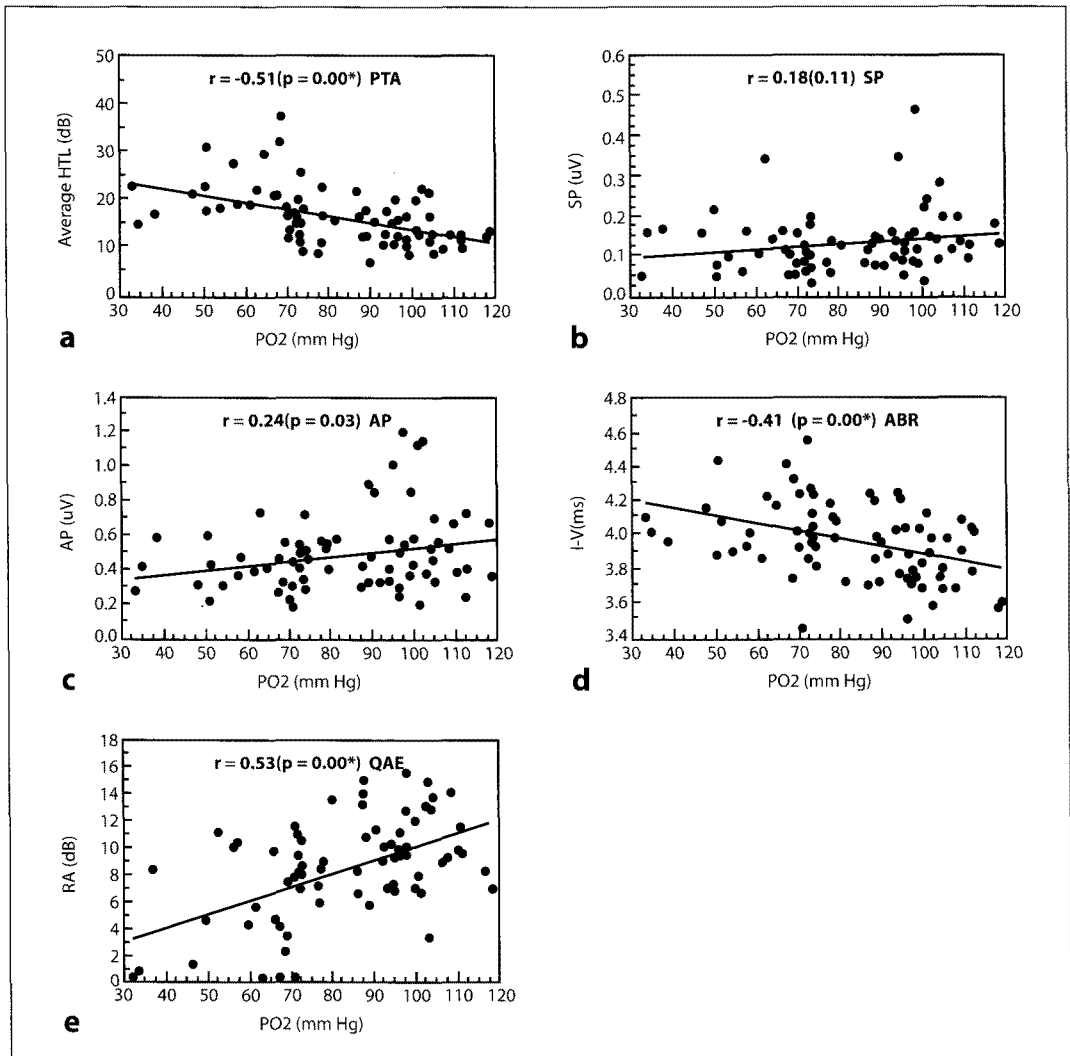 r = -0.51(p = 0.00*) PTA
Average HTL (dB)
50
40
30
20
10
0
30 40 50 60 70 80 90 100 110 120
PO2 (mm Hg)
a
r = 0.18(0.11) SP
SP (uV)
0.6
0.5
0.4
0.3
0.2
0.1
0.0
30 40 50 60 70 80 90 100 110 120
PO2 (mm Hg)
b
r = 0.24(p = 0.03) AP
AP (uV)
1.4
1.2
1.0
0.8
0.6
0.4
0.2
0.0
30 40 50 60 70 80 90 100 110 120
PO2 (mm Hg)
c
r = -0.41 (p = 0.00*) ABR
I-V(ms)
4.8
4.6
4.4
4.2
4.0
3.8
3.6
3.4
30 40 50 60 70 80 90 100 110 120
PO2 (mm Hg)
d
r = 0.53(p = 0.00*) QAE
RA (dB)
18
16
14
12
10
8
6
4
2
0
30 40 50 60 70 80 90 100 110 120
PO2 (mm Hg)
e